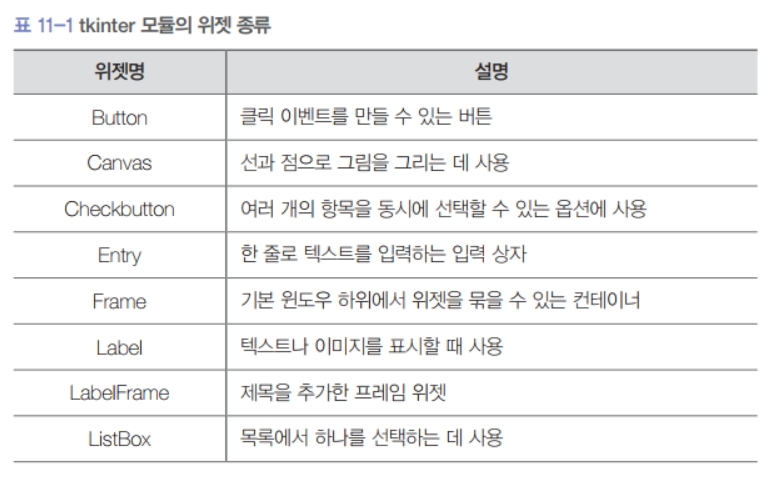 표 11-1 tkinter 모듈의 위젯 종류
위젯명 설명
Button 클릭 이벤트를 만들 수 있는 버튼
Canvas 선과 점으로 그림을 그리는 데 사용
Checkbutton 여러 개의 항목을 동시에 선택할 수 있는 옵션에 사용
Entry 한 줄로 텍스트를 입력하는 입력 상자
Frame 기본 윈도우 하위에서 위젯을 묶을 수 있는 컨테이너
Label 텍스트나 이미지를 표시할 때 사용
LabelFrame 제목을 추가한 프레임 위젯
ListBox 목록에서 하나를 선택하는 데 사용